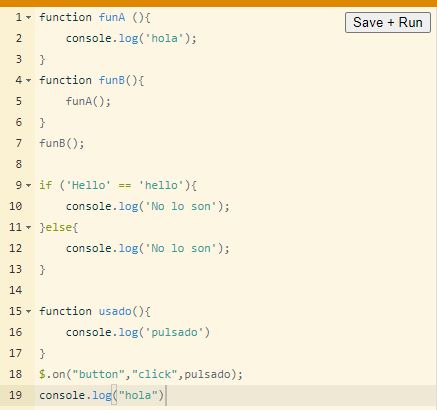 Save + Run
1 function funA (){
2 console.log('hola');
3 }
4 function funB(){
5 funA();
6 }
7 funB();
8
9 if ('Hello' == 'hello'){
10 console.log('No lo son');
11 }else{
12 console.log('No lo son');
13 }
14
15 function usado(){
16 console.log('pulsado')
17 }
18 $.on("button","click",pulsado);
19 console.log("hola")